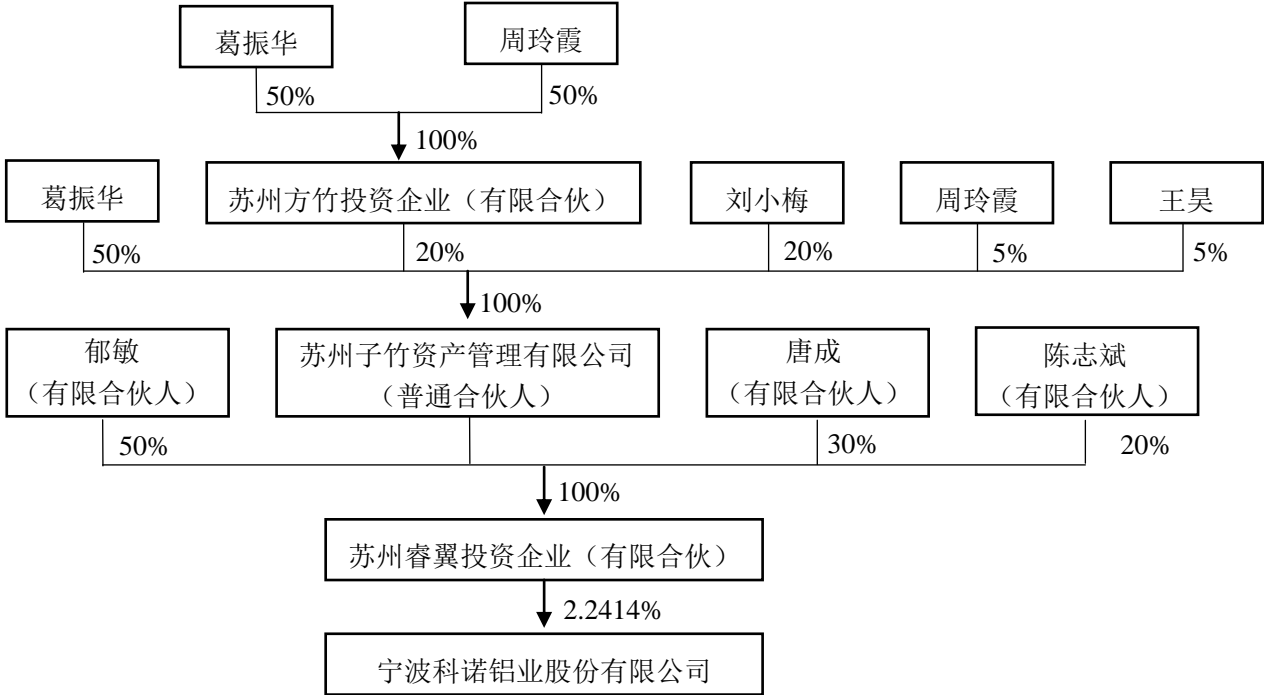 葛振华
周玲霞
50%
50%
100%
葛振华
苏州方竹投资企业（有限合伙）
刘小梅
周玲霞
王昊
50%
20%
20%
5%
5%
100%
郁敏
（有限合伙人）
苏州子竹资产管理有限公司
（普通合伙人）
唐成
（有限合伙人）
陈志斌
（有限合伙人）
50%
30%
20%
100%
苏州睿翼投资企业（有限合伙）
2.2414%
宁波科诺铝业股份有限公司